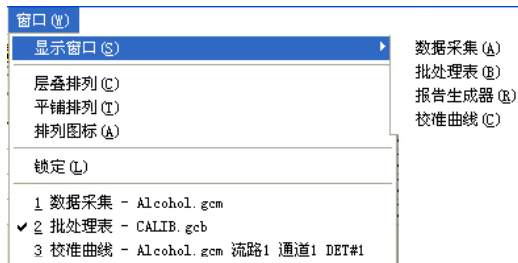 窗口(W)
显示窗口(S)
数据采集(A)
批处理表(B)
报告生成器(R)
校准曲线(C)
层叠排列(C)
平铺排列(T)
排列图标(A)
锁定(L)
1 数据采集 - Alcohol.gcm
✓ 2 批处理表 - CALIB.gcb
3 校准曲线 - Alcohol.gcm 流路1 通道1 DET#1